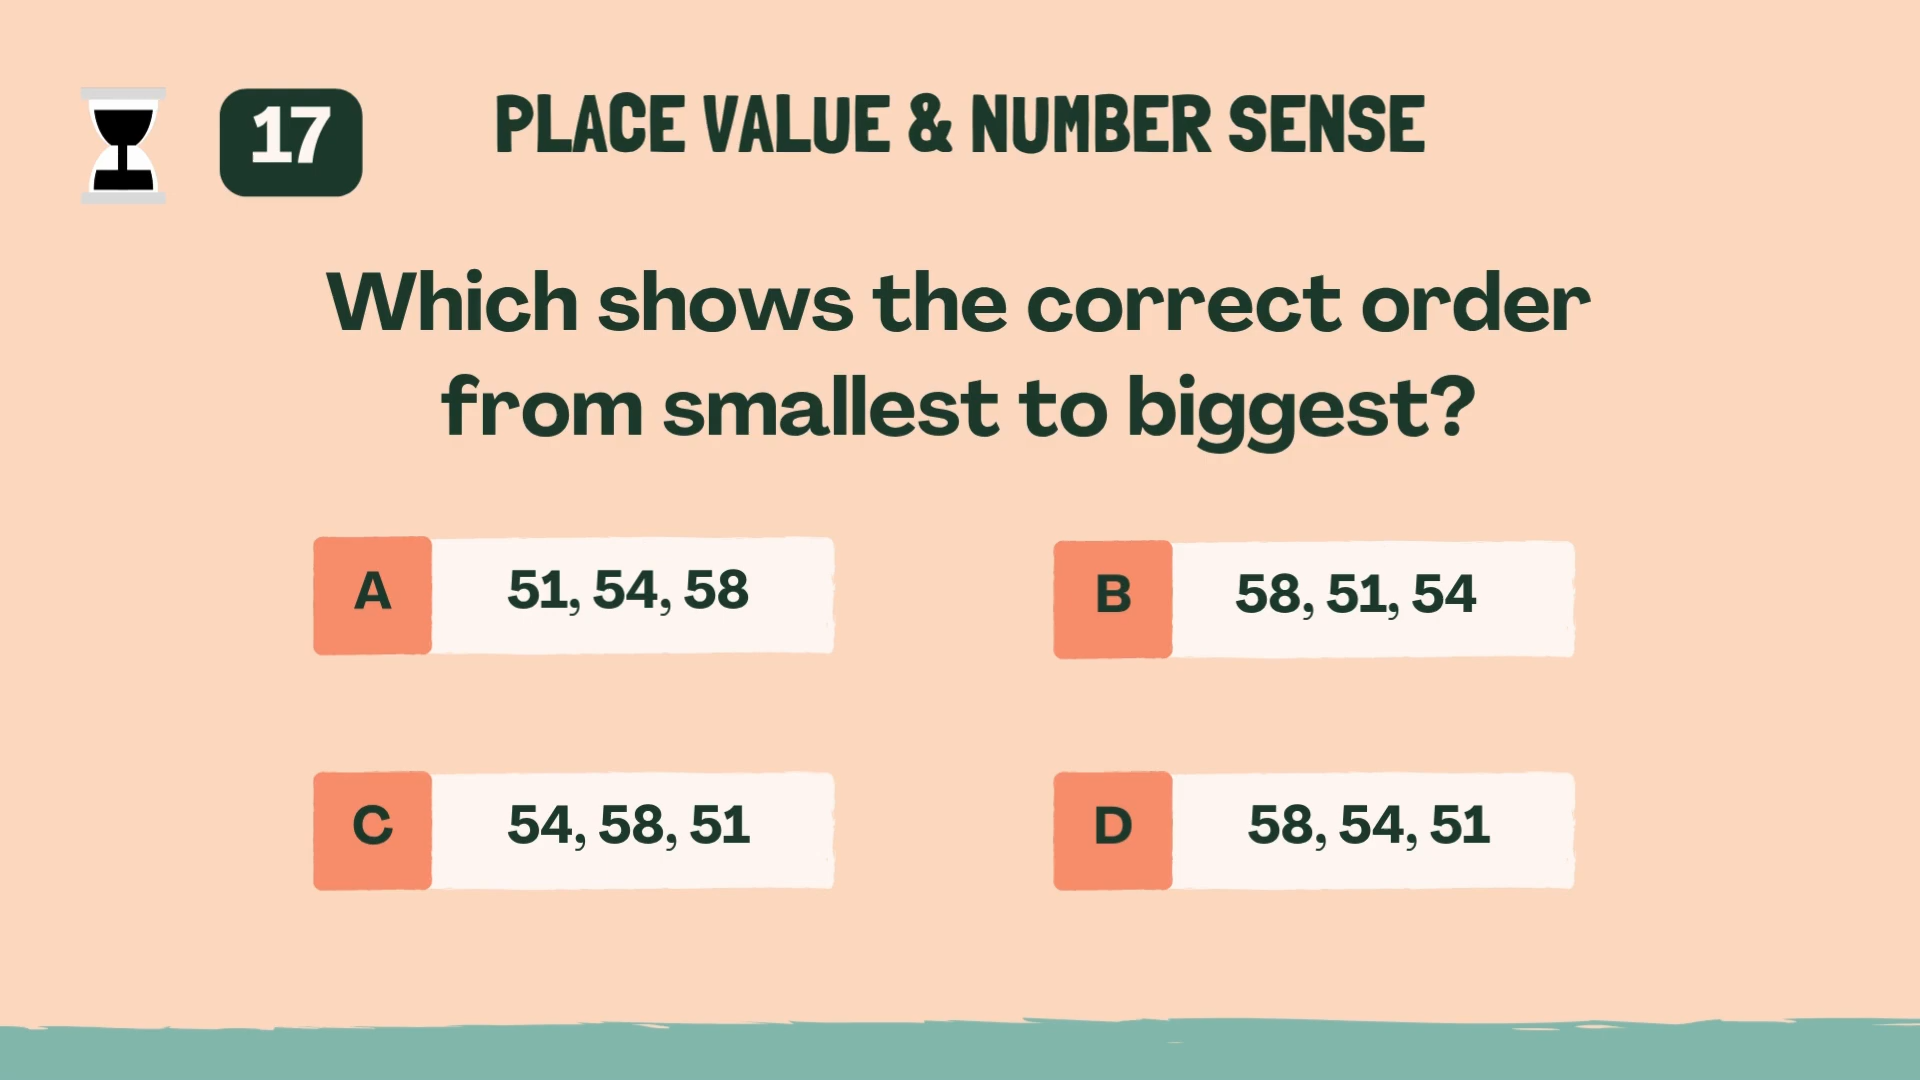 17
PLACE VALUE & NUMBER SENSE
Which shows the correct order
from smallest to biggest?
A 51, 54, 58
B 58, 51, 54
C 54, 58, 51
D 58, 54, 51